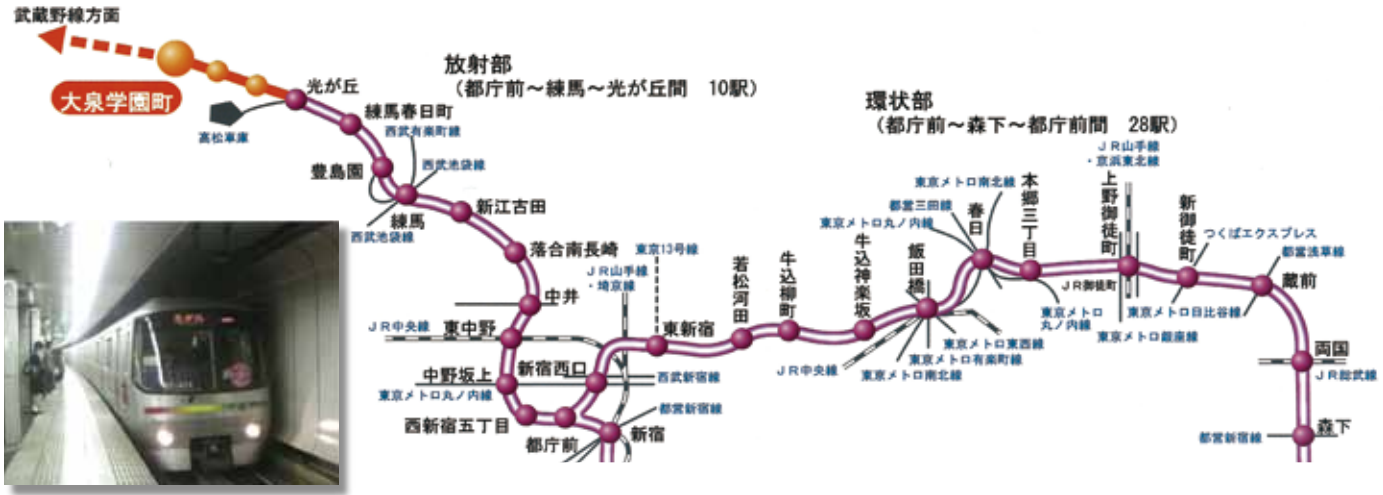 武蔵野線方面
大泉学園町
光が丘
高松車庫
放射部
（都庁前～練馬～光が丘間　10駅）
練馬春日町
西武有楽町線
豊島園
西武池袋線
練馬
西武池袋線
新江古田
落合南長崎
中井
JR中央線
東中野
中野坂上
東京メトロ丸ノ内線
西新宿五丁目
都庁前
新宿
都営新宿線
新宿西口
西武新宿線
JR山手線
・埼京線
東京13号線
東新宿
環状部
（都庁前～森下～都庁前間　28駅）
若松河田
牛込柳町
牛込神楽坂
飯田橋
JR中央線
東京メトロ南北線
東京メトロ有楽町線
東京メトロ東西線
東京メトロ南北線
都営三田線
東京メトロ丸ノ内線
春日
本郷三丁目
東京メトロ
丸ノ内線
JR山手線
・京浜東北線
上野御徒町
JR御徒町
東京メトロ銀座線
東京メトロ日比谷線
新御徒町
つくばエクスプレス
都営浅草線
蔵前
両国
JR総武線
森下
都営新宿線